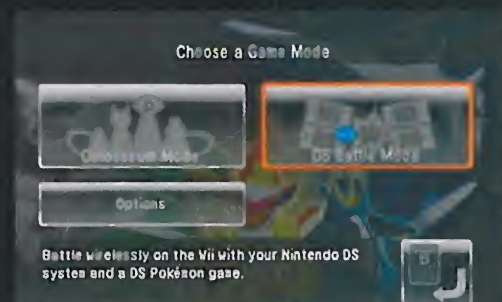 Choose a Game Mode
Colosseum Mode
DS Battle Mode
Options
Battle wirelessly on the Wii with your Nintendo DS
system and a DS Pokémon game.